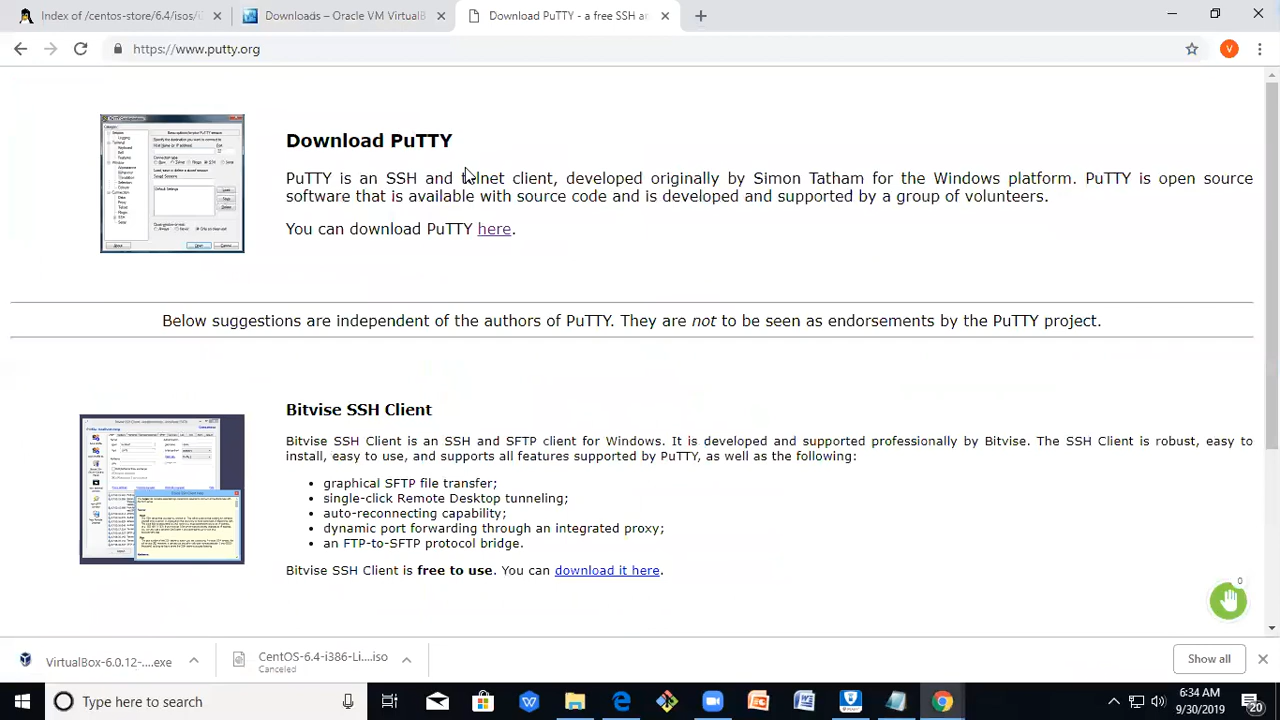 Index of /centos-store/6.4/isos/i
Downloads – Oracle VM VirtualB
Download PuTTY - a free SSH an
https://www.putty.org
V
Download PuTTY
PuTTY is an SSH and telnet client, developed originally by Simon Tatham for the Windows platform. PuTTY is open source
software that is available with source code and is developed and supported by a group of volunteers.
You can download PuTTY here.
Below suggestions are independent of the authors of PuTTY. They are not to be seen as endorsements by the PuTTY project.
Bitvise SSH Client
Bitvise SSH Client is an SSH and SFTP client for Windows. It is developed and supported professionally by Bitvise. The SSH Client is robust, easy to
install, easy to use, and supports all features supported by PuTTY, as well as the following:
• graphical SFTP file transfer;
• single-click Remote Desktop tunneling;
• auto-reconnecting capability;
• dynamic port forwarding through an integrated proxy;
• an FTP-to-SFTP protocol bridge.
Bitvise SSH Client is free to use. You can download it here.
0
VirtualBox-6.0.12-....exe
CentOS-6.4-i386-Li....iso
Canceled
Show all
Type here to search
:34 AM
9/30/2019
20